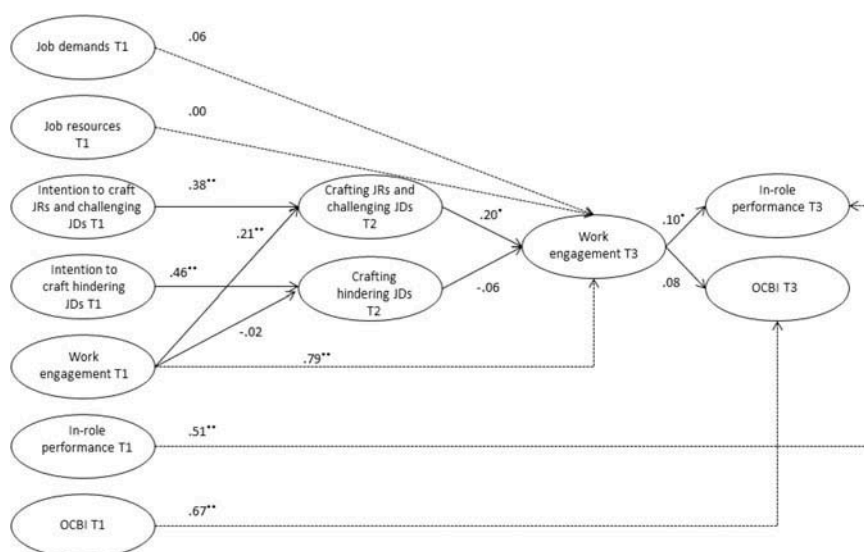 Job demands T1
.06
Job resources
T1
.00
Intention to craft
JRs and challenging
JDs T1
.38**
Crafting JRs and
challenging JDs
T2
.20*
In-role
performance T3
.10*
.21**
Work
engagement T3
Intention to
craft hindering
JDs T1
.46**
Crafting
hindering JDs
T2
-.06
.08
OCBI T3
-.02
Work
engagement T1
.79**
In-role
performance T1
.51**
OCBI T1
.67**